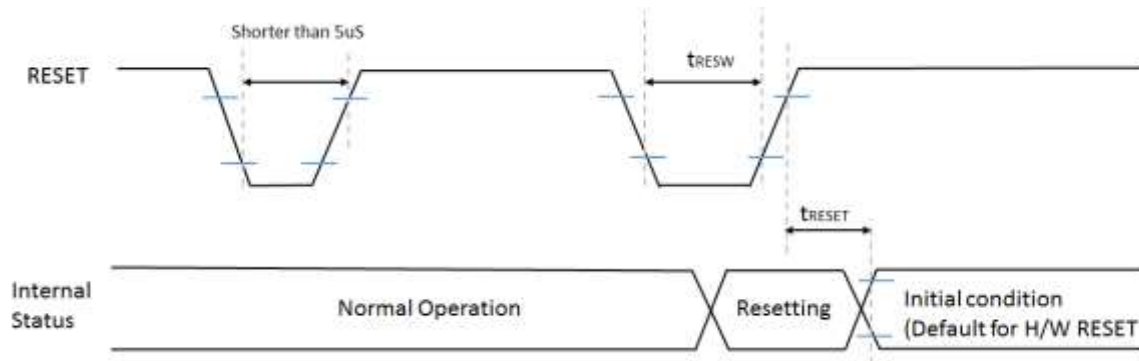 Shorter than 5uS
RESET
tRESW
tRESET
Internal
Status
Normal Operation
Resetting
Initial condition
(Default for H/W RESET